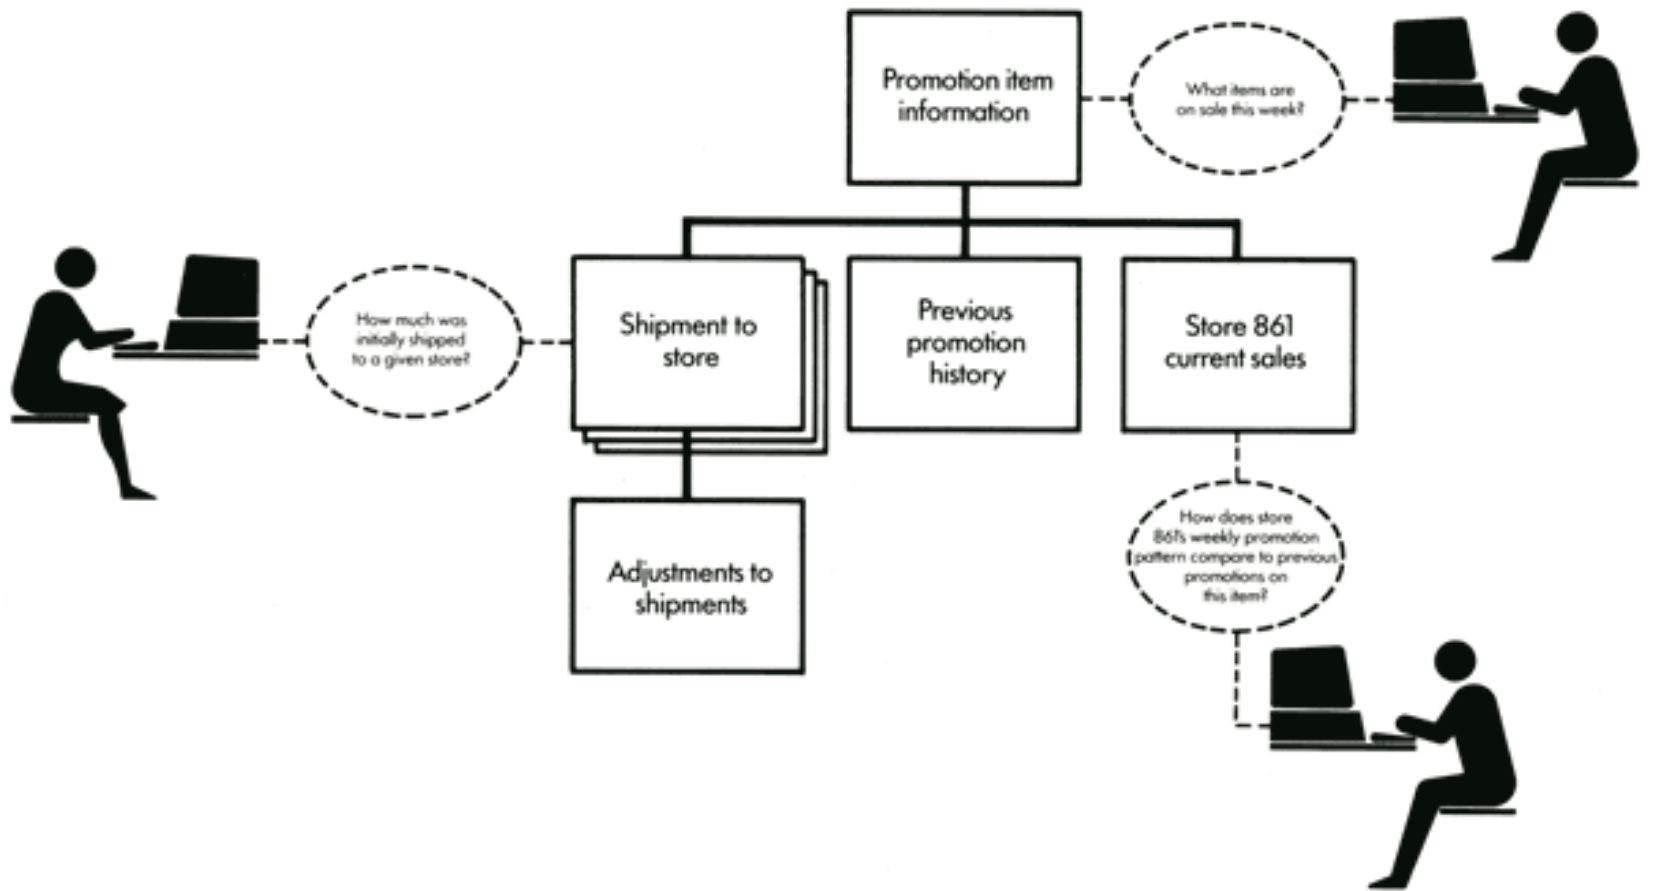 Promotion item
information
What items are
on sale this week?
How much was
initially shipped
to a given store?
Shipment to
store
Previous
promotion
history
Store 861
current sales
Adjustments to
shipments
How does store
861's weekly promotion
pattern compare to previous
promotions on
this item?